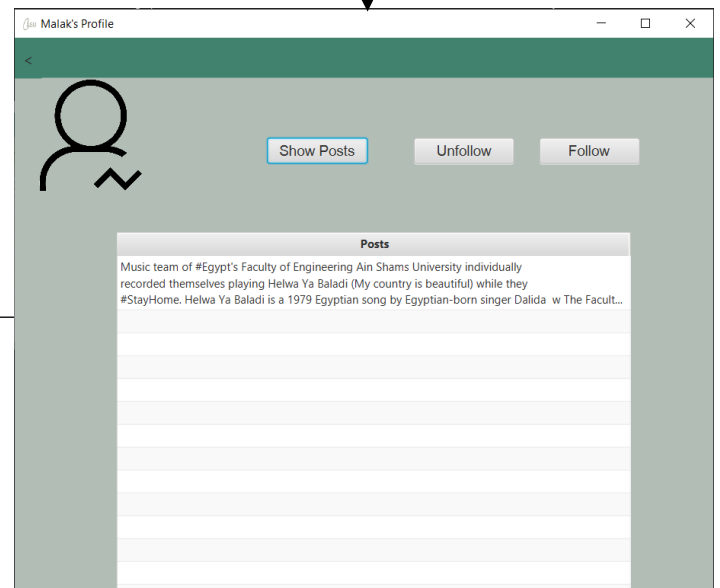 Malak's Profile
<
Show Posts
Unfollow
Follow
Posts
Music team of #Egypt's Faculty of Engineering Ain Shams University individually
recorded themselves playing Helwa Ya Baladi (My country is beautiful) while they
#StayHome. Helwa Ya Baladi is a 1979 Egyptian song by Egyptian-born singer Dalida  w The Facult...